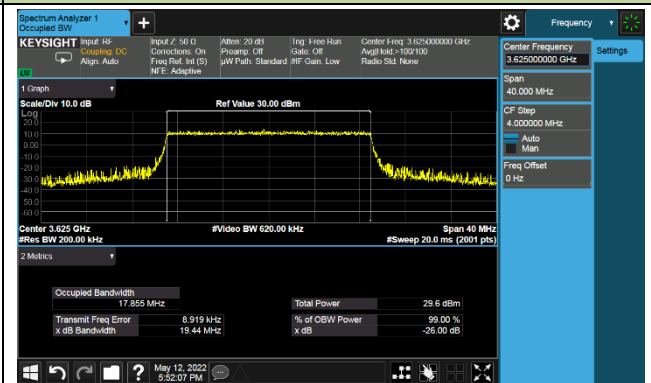 Spectrum Analyzer 1
Occupied BW
+
Frequency
KEYSIGHT Input: RF Input Z: 50 Ω Atten: 20 dB Trig: Free Run Center Freq: 3.625000000 GHz
Coupling: DC Corrections: On Preamp: Off Gate: Off Avg|Hold:>100/100
Align: Auto Freq Ref: Int (S) µW Path: Standard #IF Gain: Low Radio Std: None
NFE: Adaptive
Center Frequency
3.625000000 GHz
Settings
Span
40.000 MHz
CF Step
4.000000 MHz
Auto
Man
Freq Offset
0 Hz
1 Graph
Scale/Div 10.0 dB Ref Value 30.00 dBm
Log
20.0
10.0
0.00
-10.0
-20.0
-30.0
-40.0
-50.0
-60.0
Center 3.625 GHz #Video BW 620.00 kHz Span 40 MHz
#Res BW 200.00 kHz #Sweep 20.0 ms (2001 pts)
2 Metrics
Occupied Bandwidth
17.855 MHz Total Power 29.6 dBm
Transmit Freq Error 8.919 kHz % of OBW Power 99.00 %
x dB Bandwidth 19.44 MHz x dB -26.00 dB
?
May 12, 2022
5:52:07 PM